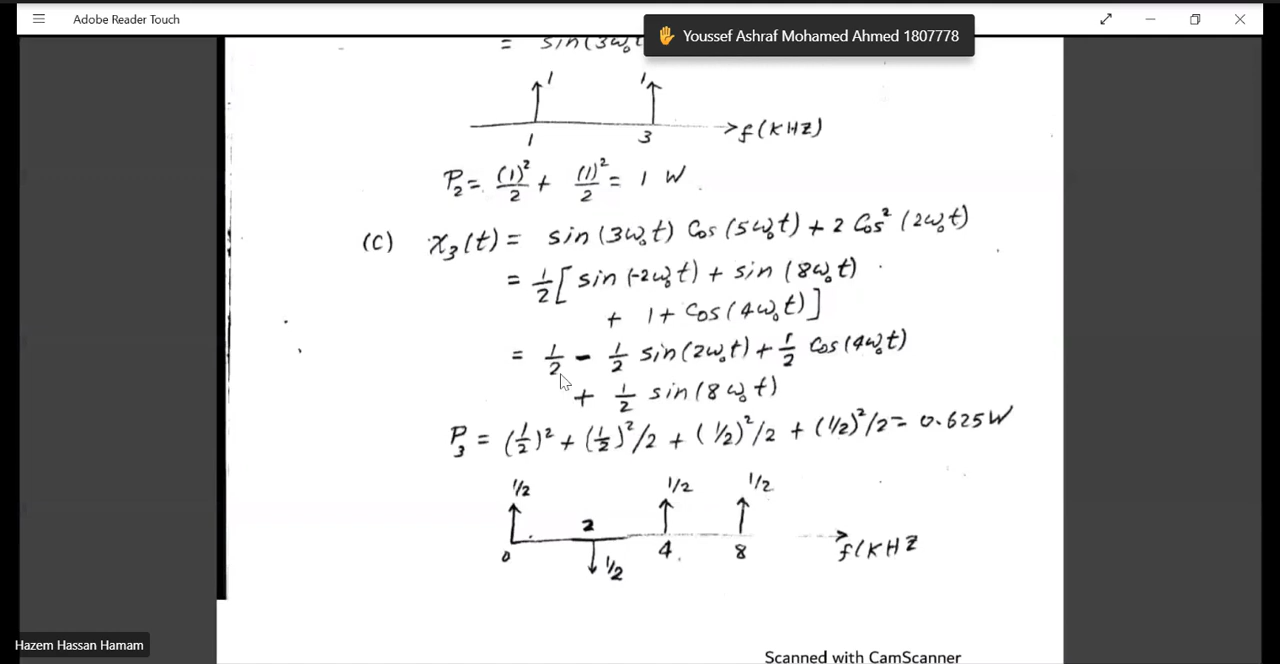 Adobe Reader Touch
✋ Youssef Ashraf Mohamed Ahmed 1807778
= sin(3ω₀t
1 1
1 3 → f(KHZ)
P₂ = (1)²/2 + (1)²/2 = 1 W
(C) x₃(t) = sin(3ω₀t) Cos(5ω₀t) + 2 Cos²(2ω₀t)
= 1/2 [ sin(-2ω₀t) + sin(8ω₀t)
+ 1 + Cos(4ω₀t) ]
= 1/2 - 1/2 sin(2ω₀t) + 1/2 Cos(4ω₀t)
+ 1/2 sin(8ω₀t)
P₃ = (1/2)² + (1/2)²/2 + (1/2)²/2 + (1/2)²/2 = 0.625W
1/2 1/2 1/2
2
0 4 8 f(KHZ
1/2
Hazem Hassan Hamam
Scanned with CamScanner